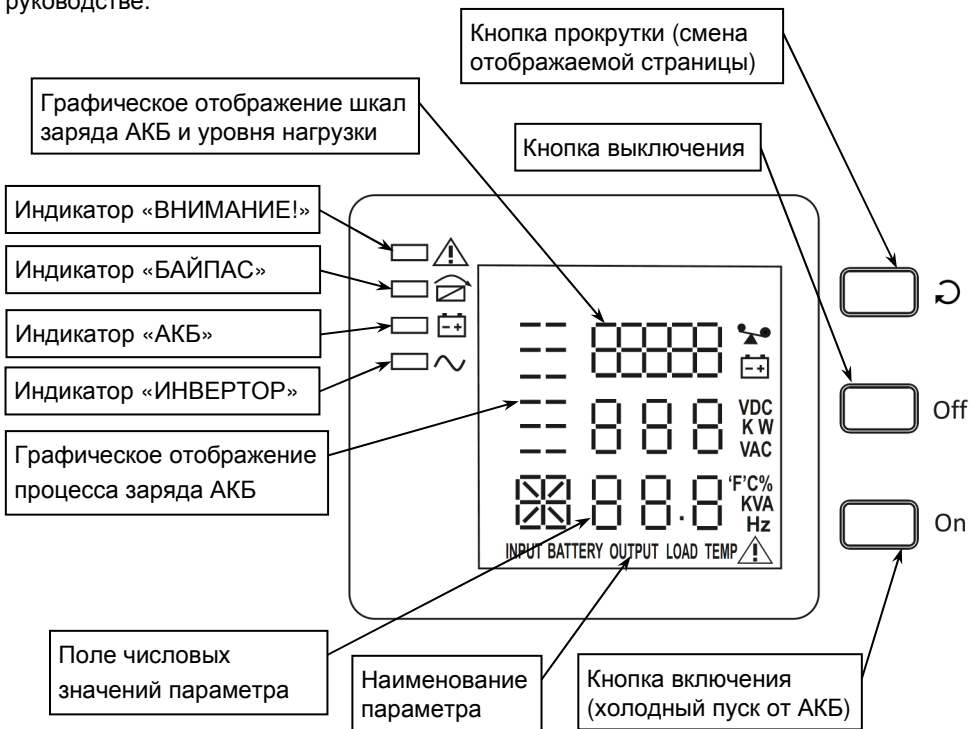 руководстве.
Кнопка прокрутки (смена
отображаемой страницы)
Графическое отображение шкал
заряда АКБ и уровня нагрузки
Кнопка выключения
Индикатор «ВНИМАНИЕ!»
Индикатор «БАЙПАС»
Индикатор «АКБ»
Индикатор «ИНВЕРТОР»
Графическое отображение
процесса заряда АКБ
VDC
K W
VAC
Off
'F'C%
KVA
Hz
On
INPUT BATTERY OUTPUT LOAD TEMP
Поле числовых
значений параметра
Наименование
параметра
Кнопка включения
(холодный пуск от АКБ)